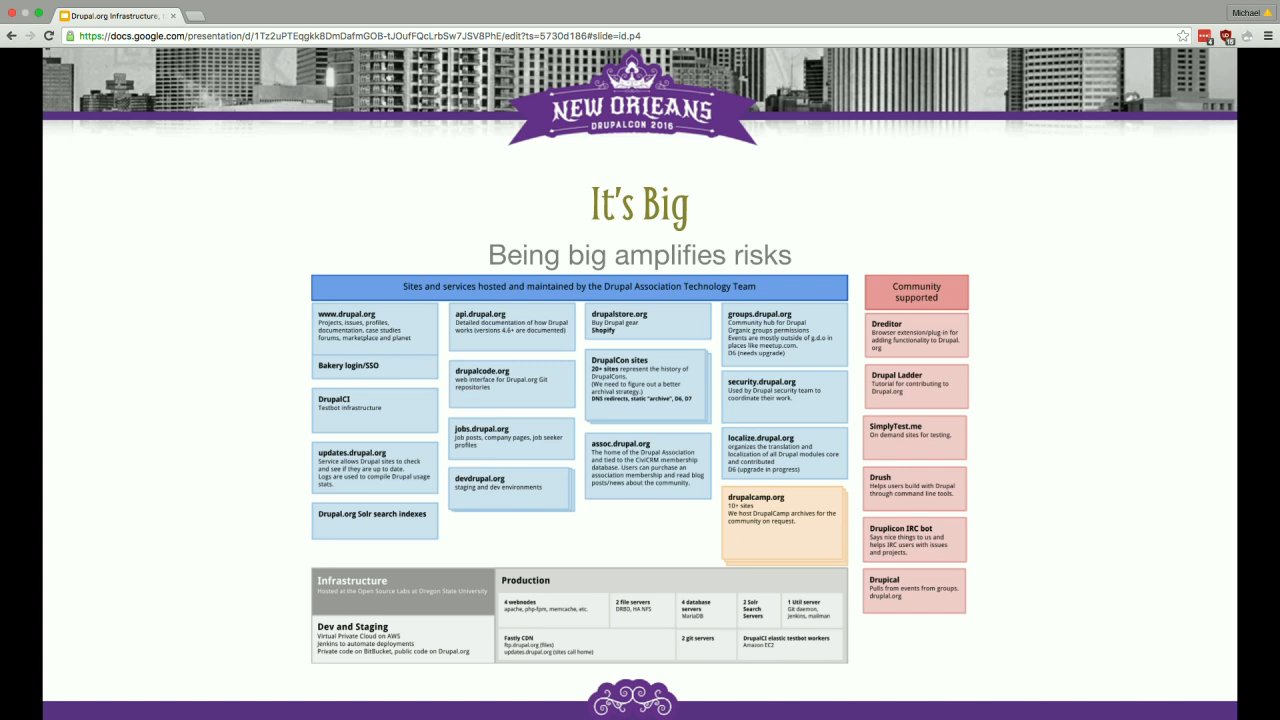 Drupal.org Infrastructure,
Michael
https://docs.google.com/presentation/d/1Tz2uPTEqgkk8DmDafmGOB-tJOufFQcLrbSw7JSV8PhE/edit?ts=5730d186#slide=id.p4
NEW ORLEANS
DRUPALCON 2016
It's Big
Being big amplifies risks
Sites and services hosted and maintained by the Drupal Association Technology Team
www.drupal.org
Projects, issues, profiles,
documentation, case studies
forums, marketplace and planet
Bakery login/SSO
DrupalCI
Testbot infrastructure
updates.drupal.org
Service allows Drupal sites to check
and see if they are up to date.
Logs are used to compile Drupal usage
stats.
Drupal.org Solr search indexes
api.drupal.org
Detailed documentation of how Drupal
works (versions 4.6+ are documented)
drupalcode.org
web interface for Drupal.org Git
repositories
jobs.drupal.org
Job posts, company pages, job seeker
profiles
devdrupal.org
staging and dev environments
drupalstore.org
Buy Drupal gear
Shopify
DrupalCon sites
20+ sites represent the history of
DrupalCons.
(We need to figure out a better
archival strategy.)
DNS redirects, static "archive", D6, D7
assoc.drupal.org
The home of the Drupal Association
and tied to the CiviCRM membership
database. Users can purchase an
association membership and read blog
posts/news about the community.
groups.drupal.org
Community hub for Drupal
Organic groups permissions
Events are mostly outside of g.d.o in
places like meetup.com.
D6 (needs upgrade)
security.drupal.org
Used by Drupal security team to
coordinate their work.
localize.drupal.org
organizes the translation and
localization of all Drupal modules core
and contributed
D6 (upgrade in progress)
drupalcamp.org
10+ sites
We host DrupalCamp archives for the
community on request.
Community
supported
Dreditor
Browser extension/plug-in for
adding functionality to Drupal.
org
Drupal Ladder
Tutorial for contributing to
Drupal.org
SimplyTest.me
On demand sites for testing.
Drush
Helps users build with Drupal
through command line tools.
Druplicon IRC bot
Says nice things to us and
helps IRC users with issues
and projects.
Drupical
Pulls from events from groups.
druplal.org
Infrastructure
Hosted at the Open Source Labs at Oregon State University
Dev and Staging
Virtual Private Cloud on AWS
Jenkins to automate deployments
Private code on BitBucket, public code on Drupal.org
Production
4 webnodes
apache, php-fpm, memcache, etc.
2 file servers
DRBD, HA NFS
4 database
servers
MariaDB
2 Solr
Search
Servers
1 Util server
Git daemon,
jenkins, mailman
Fastly CDN
ftp.drupal.org (files)
updates.drupal.org (sites call home)
2 git servers
DrupalCI elastic testbot workers
Amazon EC2